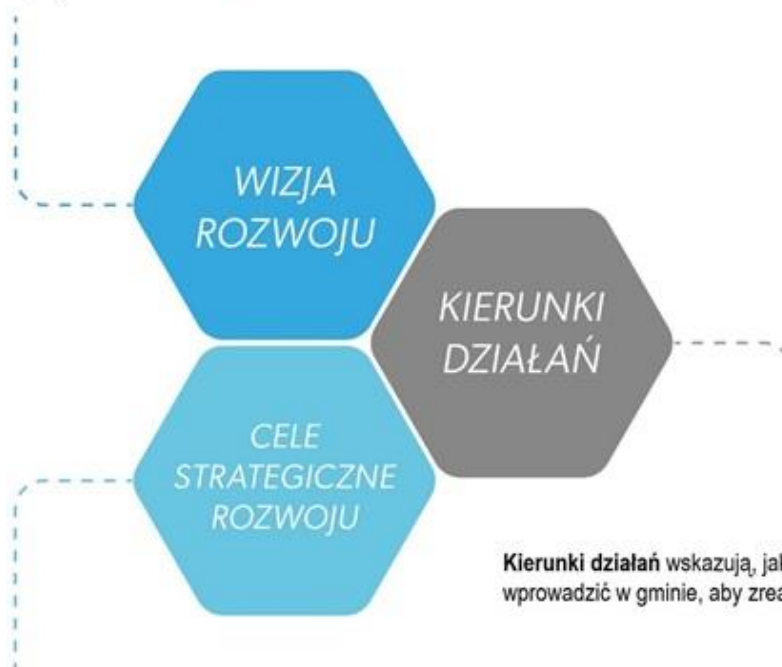 WIZJA
ROZWOJU
KIERUNKI
DZIAŁAŃ
CELE
STRATEGICZNE
ROZWOJU
Kierunki działań wskazują,
wprowadzić w gminie, aby